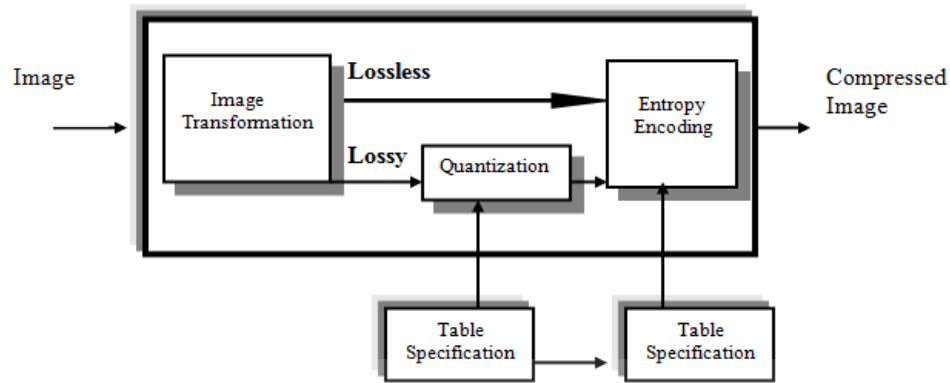 Image
Image
Transformation
Lossless
Lossy
Quantization
Entropy
Encoding
Compressed
Image
Table
Specification
Table
Specification